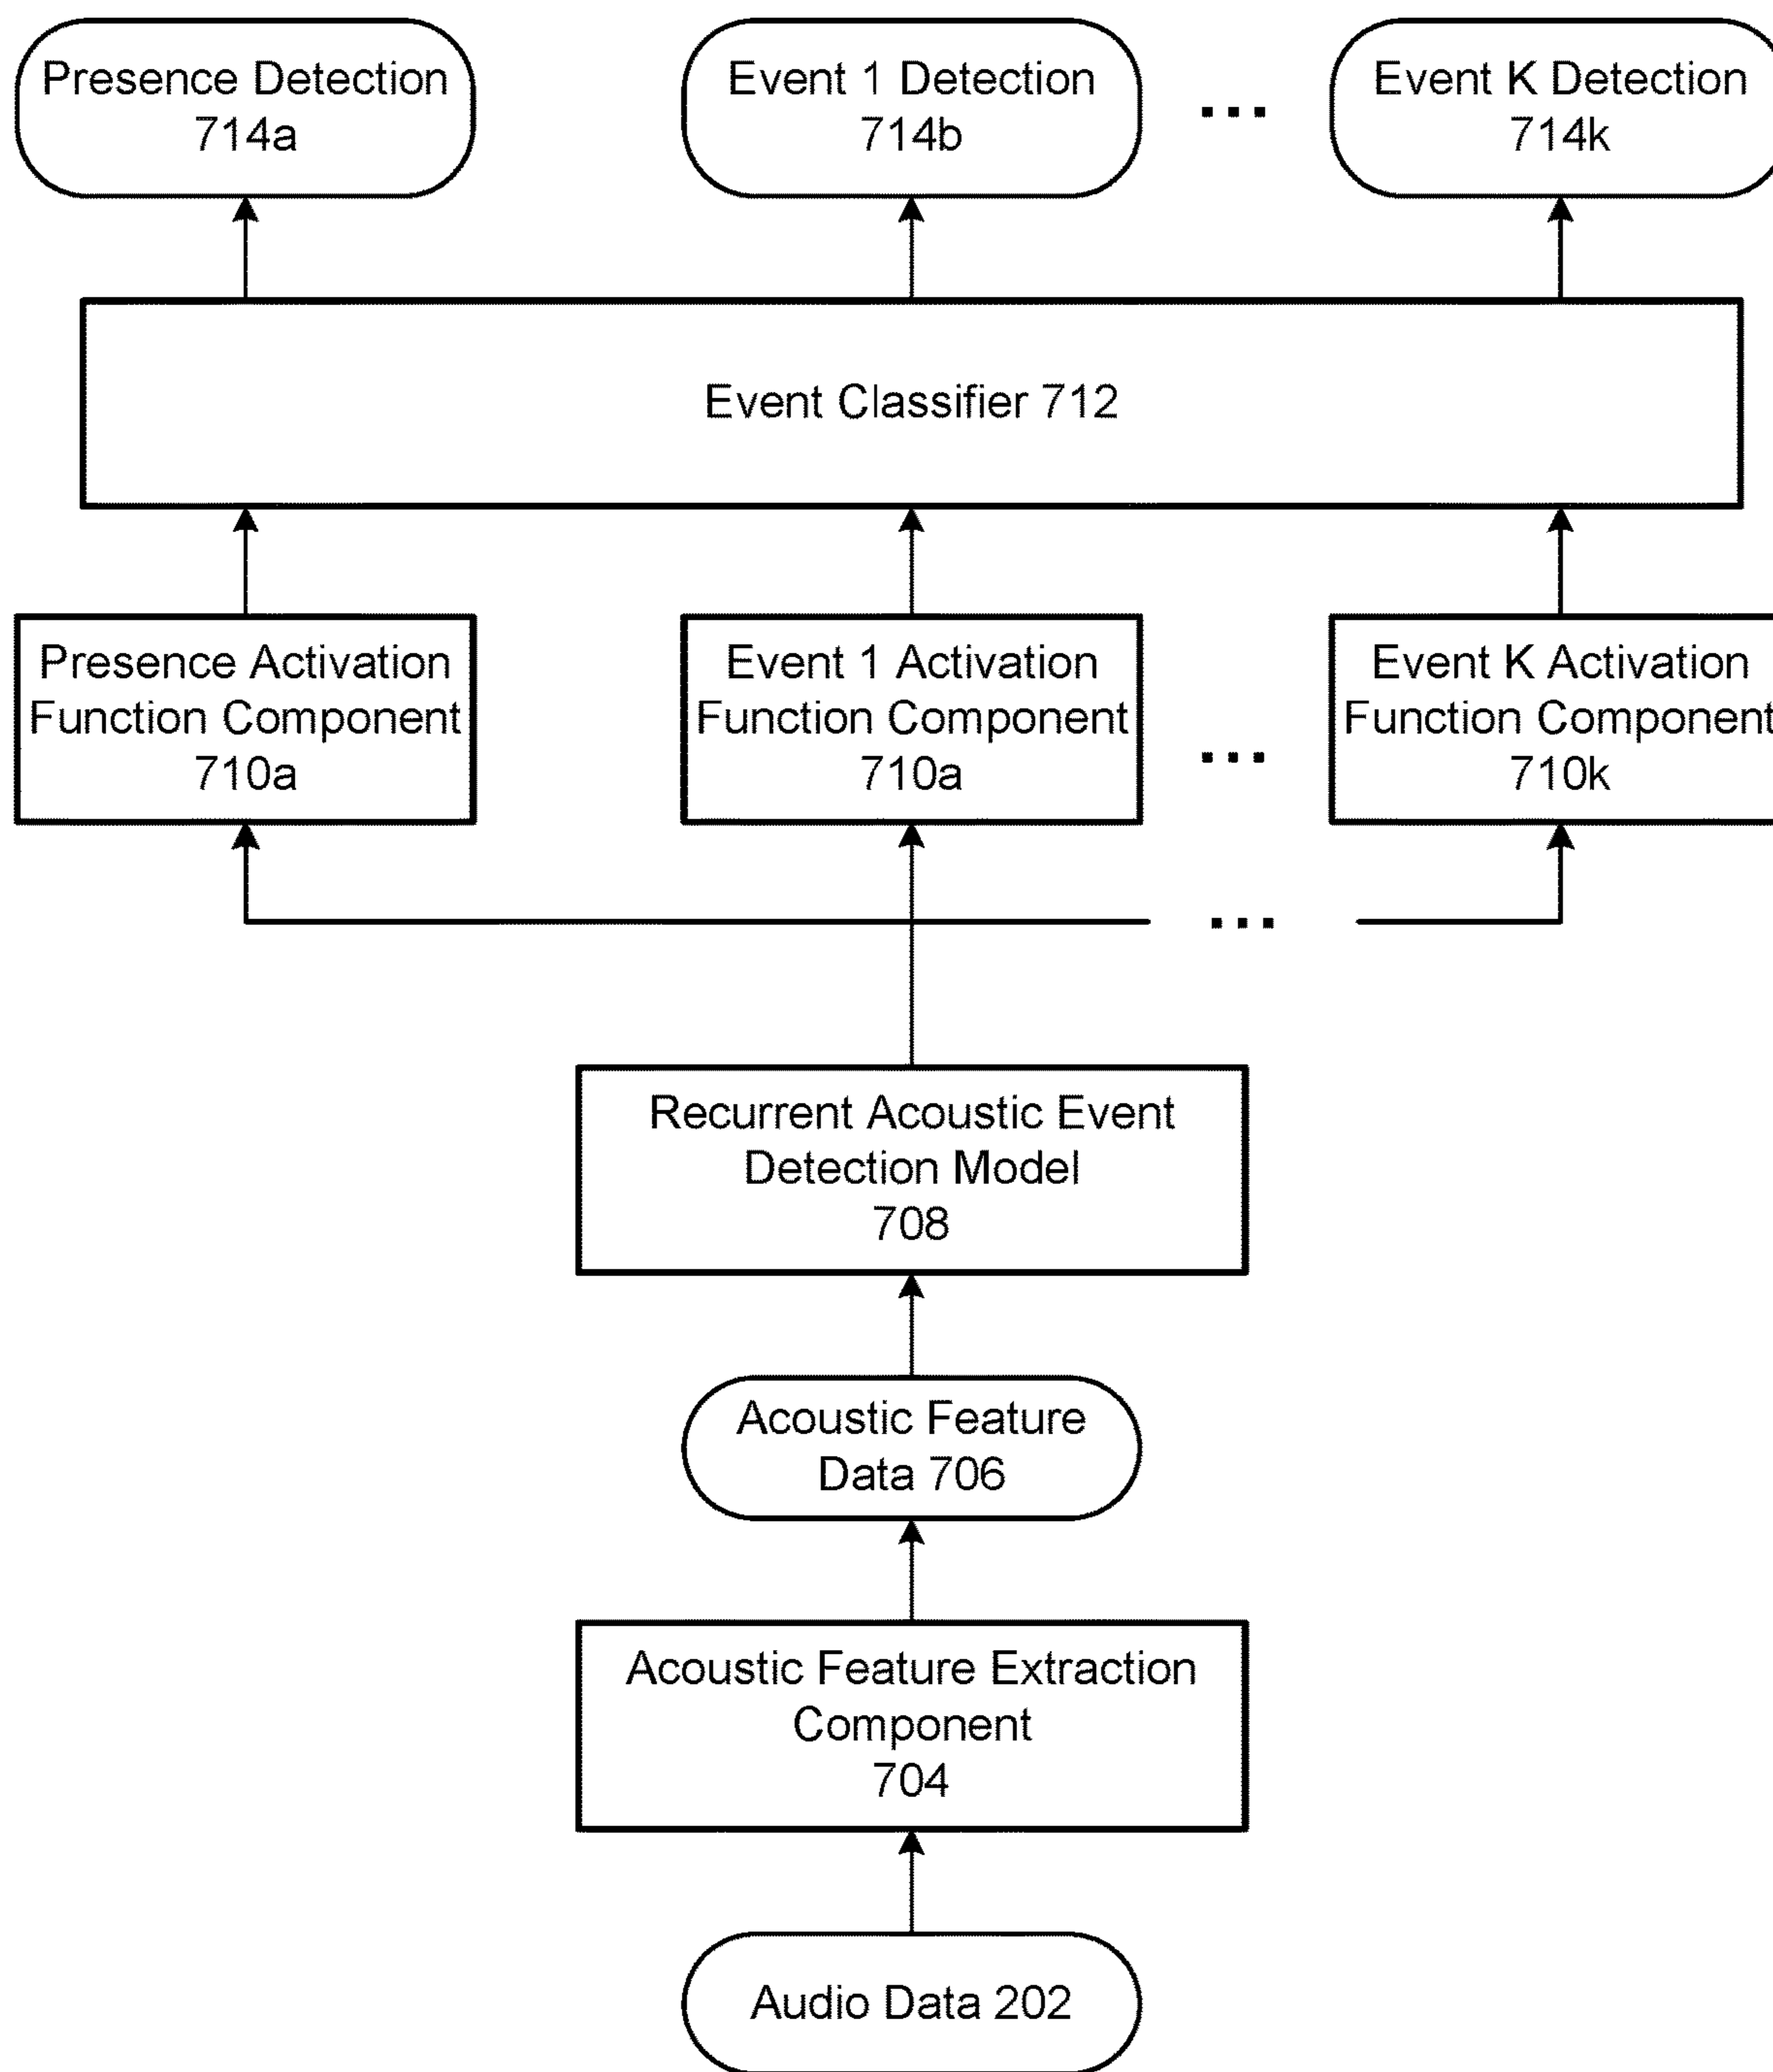 Presence Detection
714a
Event 1 Detection
714b
...
Event K Detection
714k
Event Classifier 712
Presence Activation
Function Component
710a
Event 1 Activation
Function Component
710a
...
Event K Activation
Function Component
710k
...
Recurrent Acoustic Event
Detection Model
708
Acoustic Feature
Data 706
Acoustic Feature Extraction
Component
704
Audio Data 202